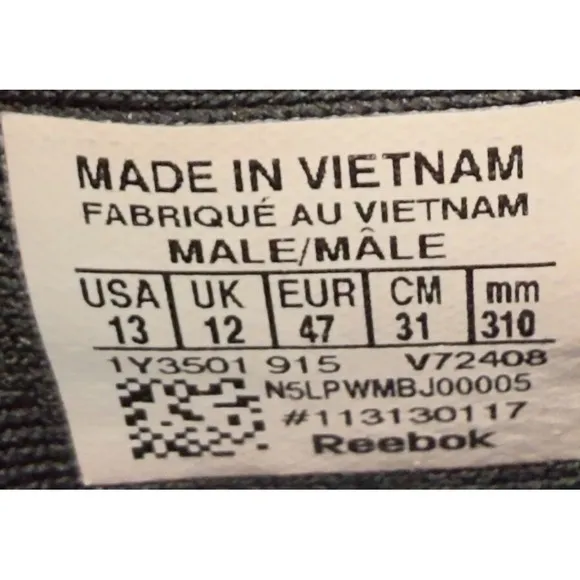 MADE IN VIETNAM
FABRIQUÉ AU VIETNAM
MALE/MÂLE
USA UK EUR CM mm
13 12 47 31 310
1Y3501 915 V72408
N5LPWMBJ00005
#113130117
Reebok